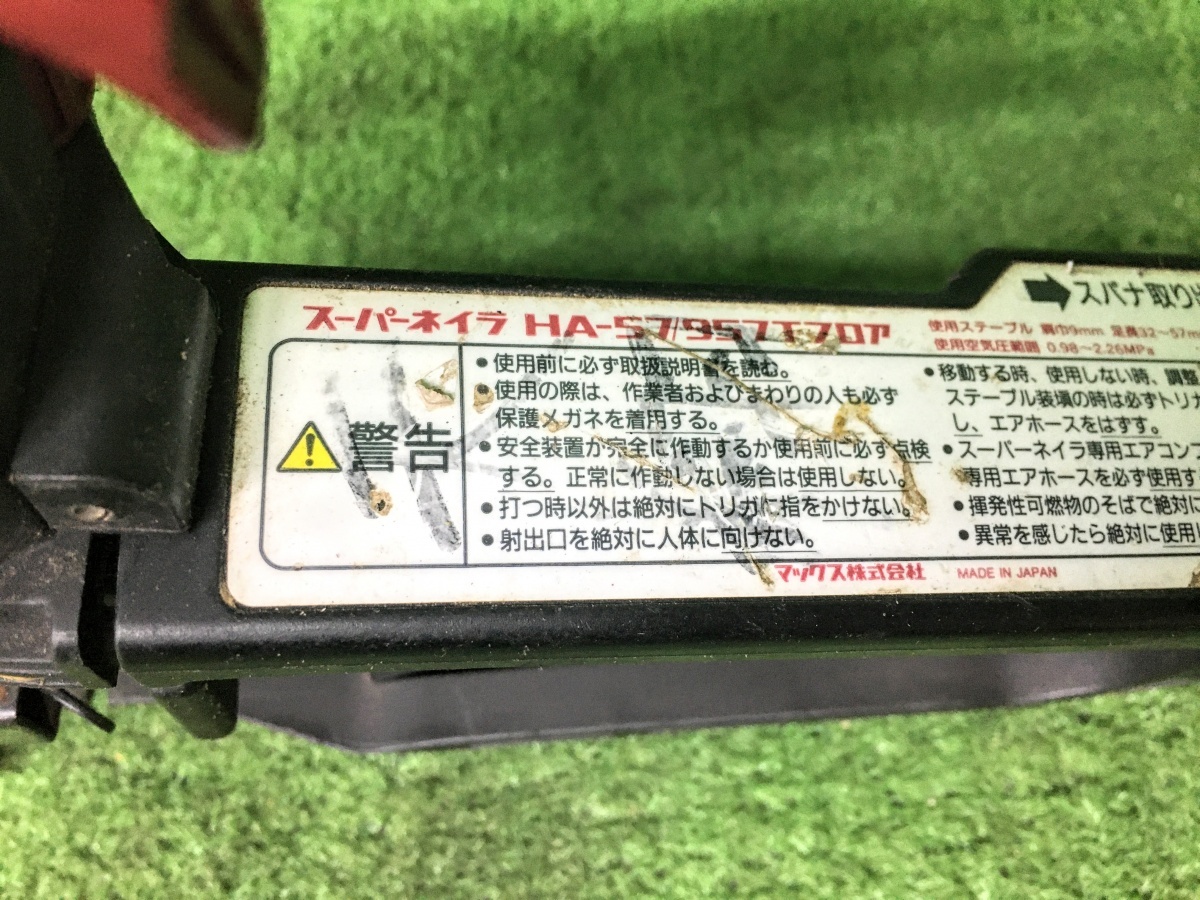 スーパーネイラ HA-57/957Tフロア
使用ステープル 肩巾9mm 足長32~57m
使用空気圧範囲 0.98~2.26MPa
スパナ取り
警告
・使用前に必ず取扱説明書を読む。
・使用の際は、作業者およびまわりの人も必ず
保護メガネを着用する。
・安全装置が完全に作動するか使用前に必ず点検
する。正常に作動しない場合は使用しない。
・打つ時以外は絶対にトリガに指をかけない。
・射出口を絶対に人体に向けない。
・移動する時、使用しない時、調整
ステープル装填の時は必ずトリガ
し、エアホースをはずす。
・スーパーネイラ専用エアコンプ
専用エアホースを必ず使用す
・揮発性可燃物のそばで絶対に
・異常を感じたら絶対に使用
マックス株式会社 MADE IN JAPAN